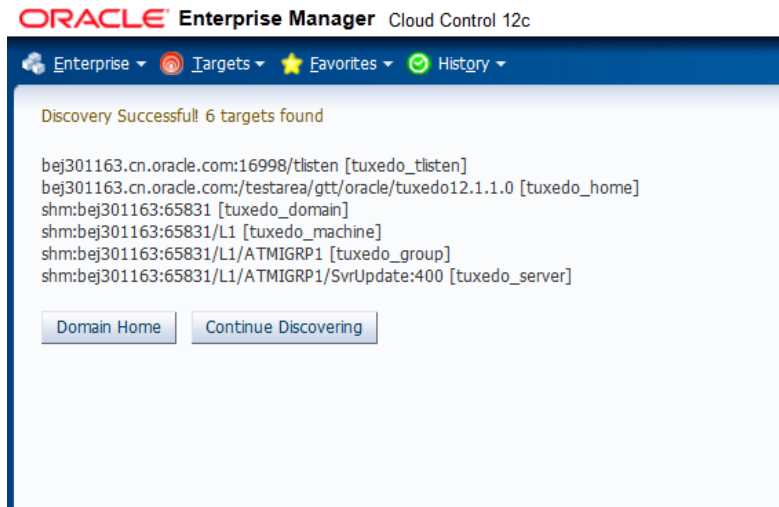 ORACLE Enterprise Manager Cloud Control 12c
Enterprise Targets Favorites History
Discovery Successful! 6 targets found
bej301163.cn.oracle.com:16998/tlisten [tuxedo_tlisten]
bej301163.cn.oracle.com:/testarea/gtt/oracle/tuxedo12.1.1.0 [tuxedo_home]
shm:bej301163:65831 [tuxedo_domain]
shm:bej301163:65831/L1 [tuxedo_machine]
shm:bej301163:65831/L1/ATMIGRP1 [tuxedo_group]
shm:bej301163:65831/L1/ATMIGRP1/SvrUpdate:400 [tuxedo_server]
Domain Home Continue Discovering